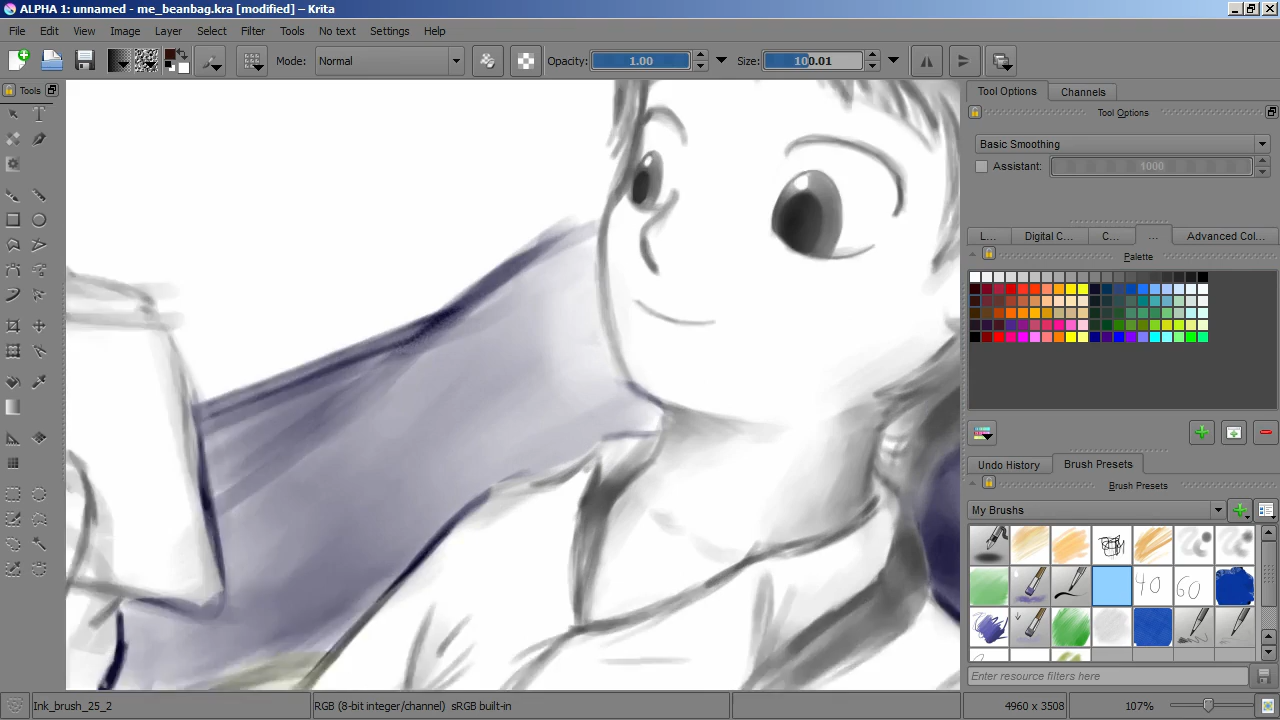 ALPHA 1: unnamed - me_beanbag.kra [modified] – Krita
File Edit View Image Layer Select Filter Tools No text Settings Help
Mode: Normal Opacity: 1.00 Size: 100.01
Tools
Tool Options Channels
Tool Options
Basic Smoothing
Assistant: 1000
L... Digital C... C... ... Advanced Col...
Palette
Undo History Brush Presets
Brush Presets
My Brushes
40 60
Enter resource filters here
Ink_brush_25_2 RGB (8-bit integer/channel) sRGB built-in 4960 x 3508 107%